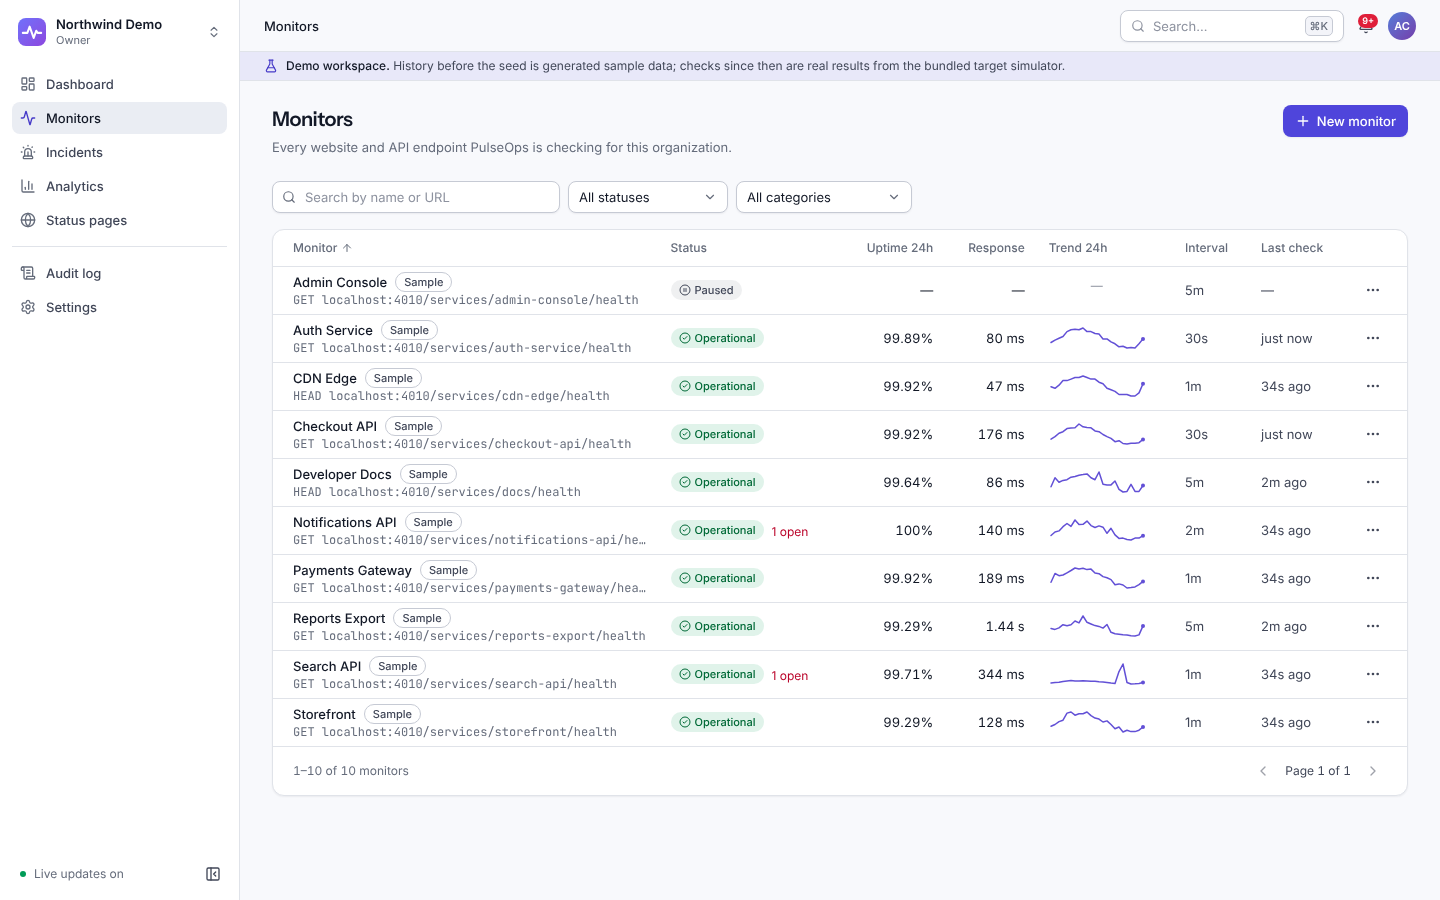 Northwind Demo
Owner
Dashboard
Monitors
Incidents
Analytics
Status pages
Audit log
Settings
Live updates on
Monitors
Search...
⌘K
9+
AC
Demo workspace. History before the seed is generated sample data; checks since then are real results from the bundled target simulator.
Monitors
Every website and API endpoint PulseOps is checking for this organization.
+ New monitor
Search by name or URL
All statuses
All categories
Monitor ↑ Status Uptime 24h Response Trend 24h Interval Last check
Admin Console Sample
GET localhost:4010/services/admin-console/health
Paused — — — 5m — ···
Auth Service Sample
GET localhost:4010/services/auth-service/health
Operational 99.89% 80 ms 30s just now ···
CDN Edge Sample
HEAD localhost:4010/services/cdn-edge/health
Operational 99.92% 47 ms 1m 34s ago ···
Checkout API Sample
GET localhost:4010/services/checkout-api/health
Operational 99.92% 176 ms 30s just now ···
Developer Docs Sample
HEAD localhost:4010/services/docs/health
Operational 99.64% 86 ms 5m 2m ago ···
Notifications API Sample
GET localhost:4010/services/notifications-api/he…
Operational 1 open 100% 140 ms 2m 34s ago ···
Payments Gateway Sample
GET localhost:4010/services/payments-gateway/hea…
Operational 99.92% 189 ms 1m 34s ago ···
Reports Export Sample
GET localhost:4010/services/reports-export/health
Operational 99.29% 1.44 s 5m 2m ago ···
Search API Sample
GET localhost:4010/services/search-api/health
Operational 1 open 99.71% 344 ms 1m 34s ago ···
Storefront Sample
GET localhost:4010/services/storefront/health
Operational 99.29% 128 ms 1m 34s ago ···
1–10 of 10 monitors
Page 1 of 1